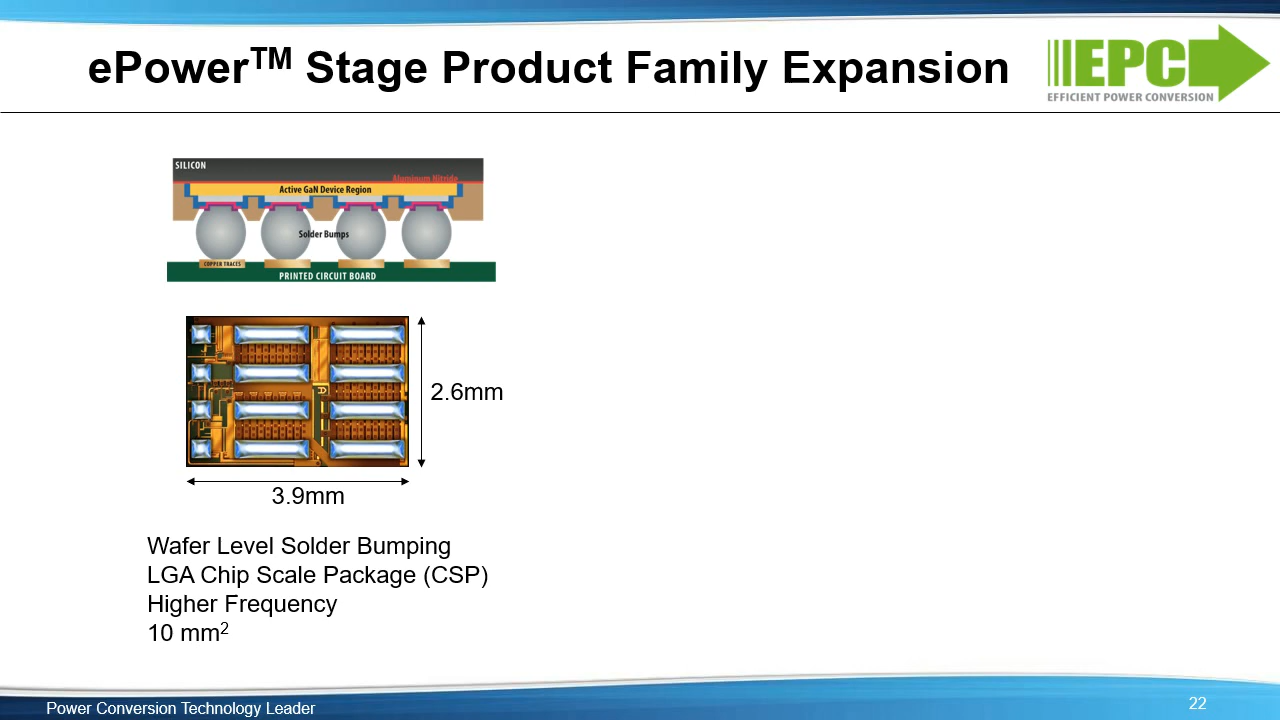 ePower™ Stage Product Family Expansion
EPC
EFFICIENT POWER CONVERSION
SILICON
Aluminum Nitride
Active GaN Device Region
Solder Bumps
COPPER TRACES
PRINTED CIRCUIT BOARD
2.6mm
3.9mm
Wafer Level Solder Bumping
LGA Chip Scale Package (CSP)
Higher Frequency
10 mm²
Power Conversion Technology Leader
22